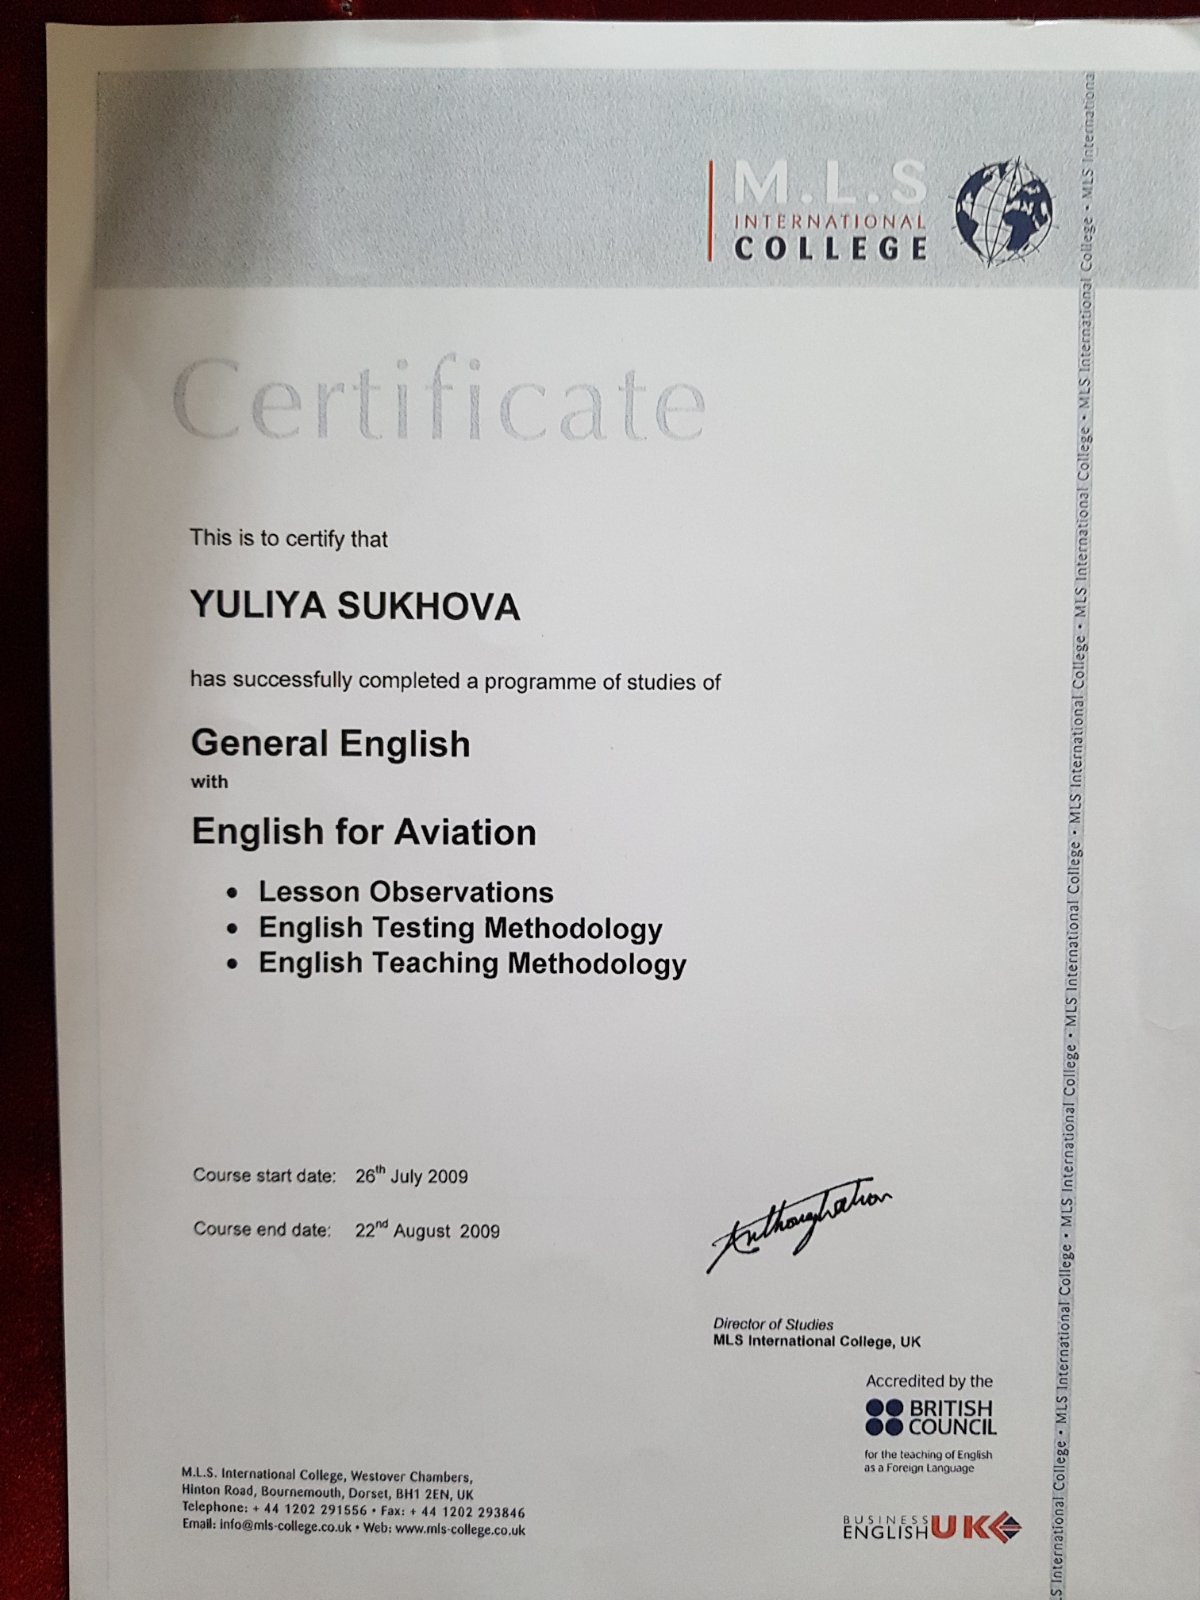 M.L.S
INTERNATIONAL
COLLEGE
Certificate
This is to certify that
YULIYA SUKHOVA
has successfully completed a programme of studies of
General English
with
English for Aviation
• Lesson Observations
• English Testing Methodology
• English Teaching Methodology
Course start date: 26th July 2009
Course end date: 22nd August 2009
Director of Studies
MLS International College, UK
Accredited by the
BRITISH
COUNCIL
for the teaching of English
as a Foreign Language
M.L.S. International College, Westover Chambers,
Hinton Road, Bournemouth, Dorset, BH1 2EN, UK
Telephone: + 44 1202 291556 • Fax: + 44 1202 293846
Email: info@mls-college.co.uk • Web: www.mls-college.co.uk
BUSINESS
ENGLISH UK
S International College • MLS International College • MLS International College • MLS International College • MLS International College • MLS International College • MLS International College • MLS International